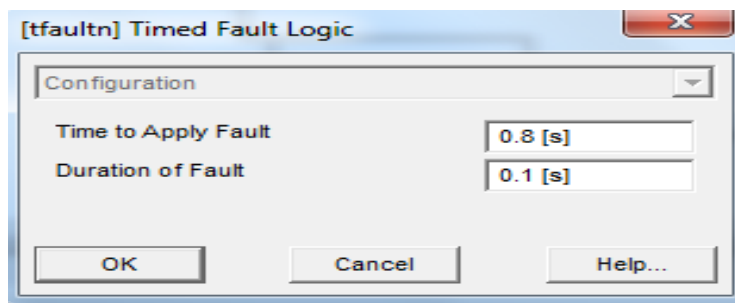 [tfaultn] Timed Fault Logic
Configuration
Time to Apply Fault 0.8 [s]
Duration of Fault 0.1 [s]
OK Cancel Help...